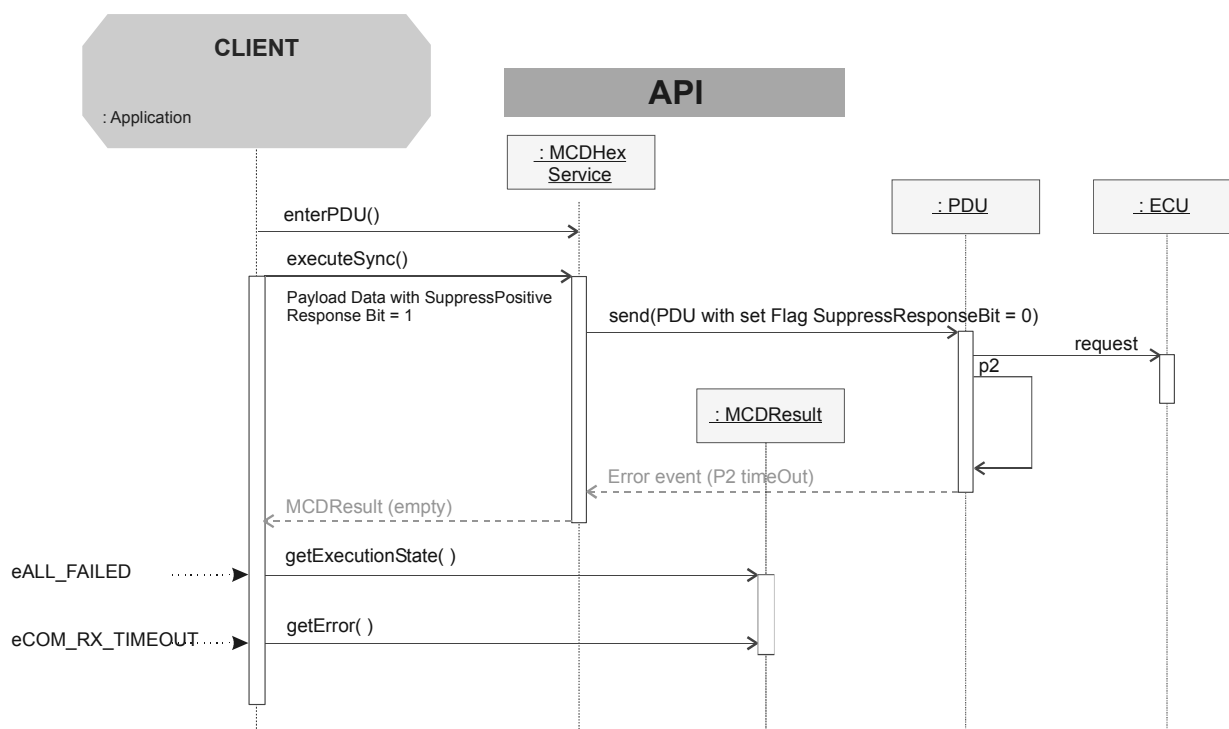 CLIENT
: Application
API
: MCDHex
Service
: PDU
: ECU
enterPDU()
executeSync()
Payload Data with SuppressPositive
Response Bit = 1
send(PDU with set Flag SuppressResponseBit = 0)
request
p2
: MCDResult
Error event (P2 timeOut)
MCDResult (empty)
getExecutionState( )
eALL_FAILED
getError( )
eCOM_RX_TIMEOUT